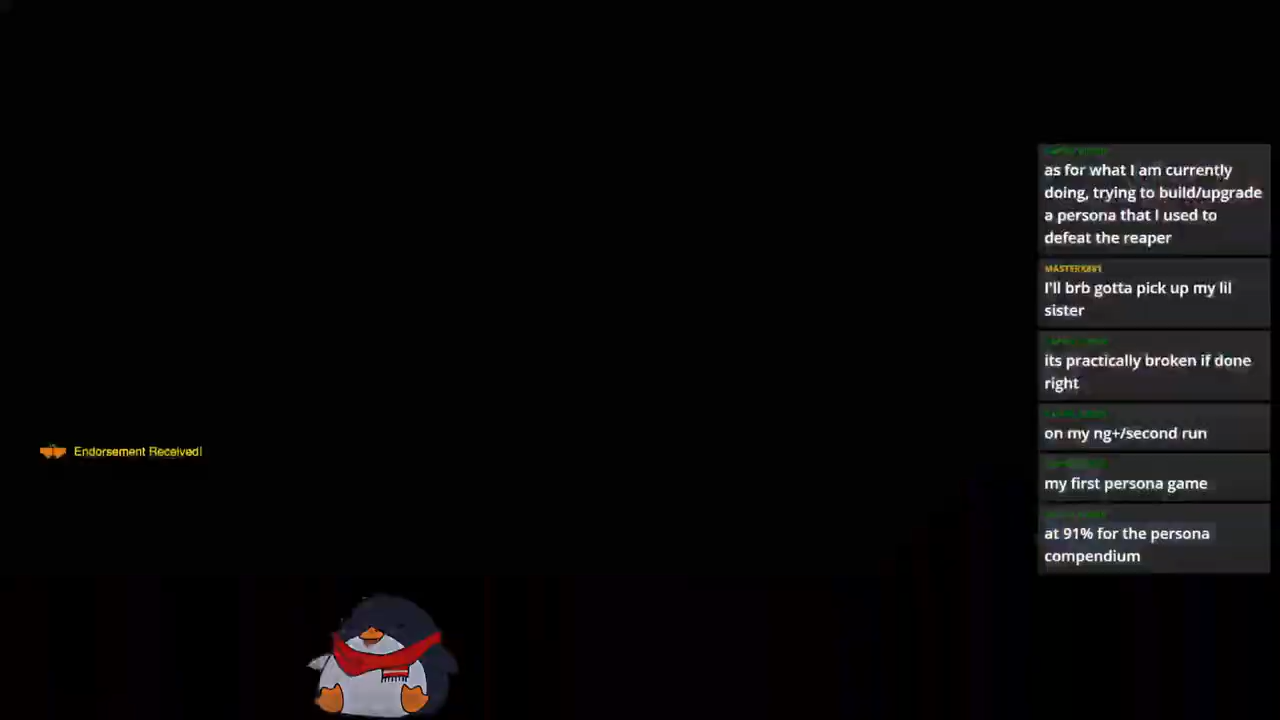 as for what I am currently
doing, trying to build/upgrade
a persona that I used to
defeat the reaper
I'll brb gotta pick up my lil
sister
its practically broken if done
right
Endorsement Received!
on my ng+/second run
my first persona game
at 91% for the persona
compendium